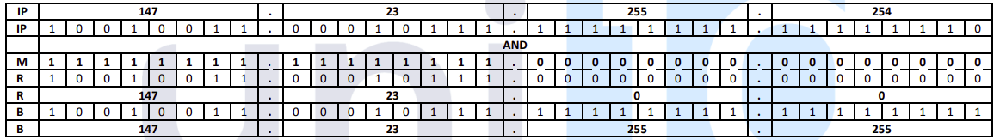 IP 147 . 23 . 255 . 254
IP 1 0 0 1 0 0 1 1 . 0 0 0 1 0 1 1 1 . 1 1 1 1 1 1 1 1 . 1 1 1 1 1 1 1 0
AND
M 1 1 1 1 1 1 1 1 . 1 1 1 1 1 1 1 1 . 0 0 0 0 0 0 0 0 . 0 0 0 0 0 0 0 0
R 1 0 0 1 0 0 1 1 . 0 0 0 1 0 1 1 1 . 0 0 0 0 0 0 0 0 . 0 0 0 0 0 0 0 0
R 147 . 23 . 0 . 0
B 1 0 0 1 0 0 1 1 . 0 0 0 1 0 1 1 1 . 1 1 1 1 1 1 1 1 . 1 1 1 1 1 1 1 1
B 147 . 23 . 255 . 255